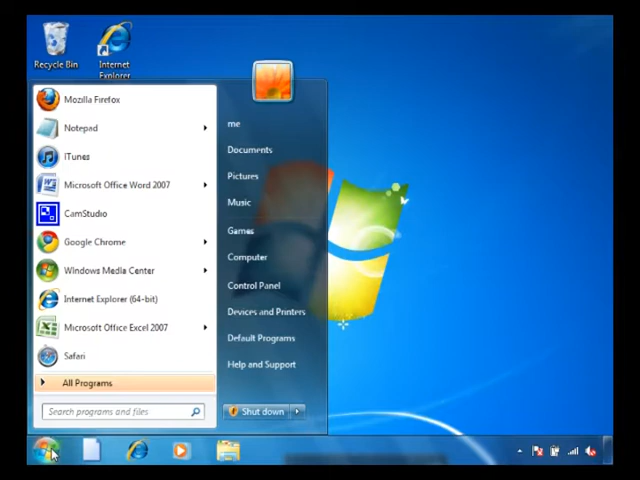 Recycle Bin
Internet
Explorer
Mozilla Firefox
Notepad
iTunes
Microsoft Office Word 2007
CamStudio
Google Chrome
Windows Media Center
Internet Explorer (64-bit)
Microsoft Office Excel 2007
Safari
All Programs
Search programs and files
me
Documents
Pictures
Music
Games
Computer
Control Panel
Devices and Printers
Default Programs
Help and Support
Shut down